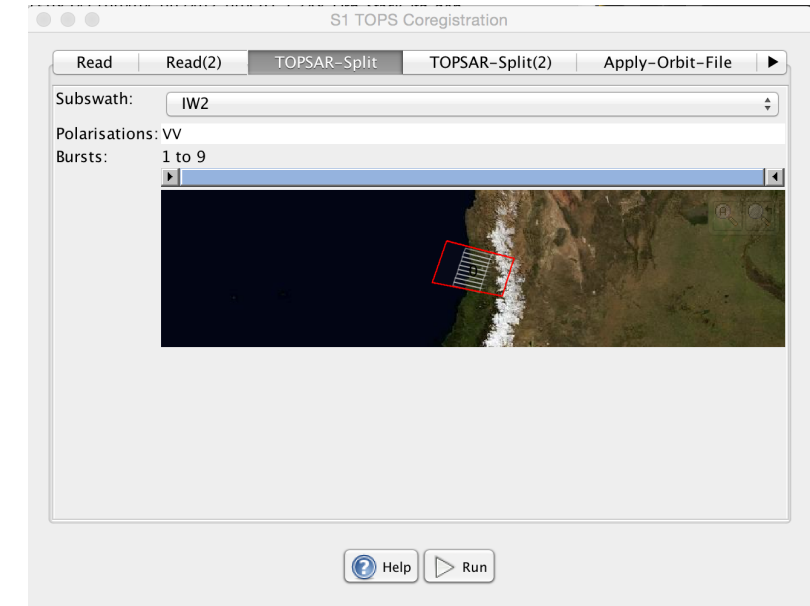 S1 TOPS Coregistration
Read Read(2) TOPSAR-Split TOPSAR-Split(2) Apply-Orbit-File
Subswath: IW2
Polarisations: VV
Bursts: 1 to 9
Help Run